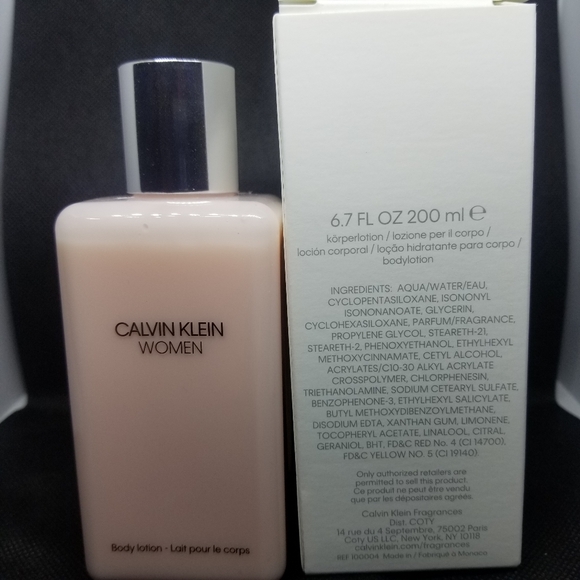 CALVIN KLEIN
WOMEN
Body lotion · Lait pour le corps
6.7 FL OZ 200 ml ℮
körperlotion / lozione per il corpo /
loción corporal / loção hidratante para corpo /
bodylotion
INGREDIENTS: AQUA/WATER/EAU,
CYCLOPENTASILOXANE, ISONONYL
ISONONANOATE, GLYCERIN,
CYCLOHEXASILOXANE, PARFUM/FRAGRANCE,
PROPYLENE GLYCOL, STEARETH-21,
STEARETH-2, PHENOXYETHANOL, ETHYLHEXYL
METHOXYCINNAMATE, CETYL ALCOHOL,
ACRYLATES/C10-30 ALKYL ACRYLATE
CROSSPOLYMER, CHLORPHENESIN,
TRIETHANOLAMINE, SODIUM CETEARYL SULFATE,
BENZOPHENONE-3, ETHYLHEXYL SALICYLATE,
BUTYL METHOXYDIBENZOYLMETHANE,
DISODIUM EDTA, XANTHAN GUM, LIMONENE,
TOCOPHERYL ACETATE, LINALOOL, CITRAL,
GERANIOL, BHT, FD&C RED No. 4 (CI 14700),
FD&C YELLOW NO. 5 (CI 19140)
Only authorized retailers are
permitted to sell this product.
Ce produit ne peut être vendu
que par les dépositaires agréés.
Calvin Klein Fragrances
Dist. COTY
14 rue du 4 Septembre, 75002 Paris
Coty US LLC, New York, NY 10118
calvinklein.com/fragrances
REF 100004 Made in / Fabriqué à Monaco